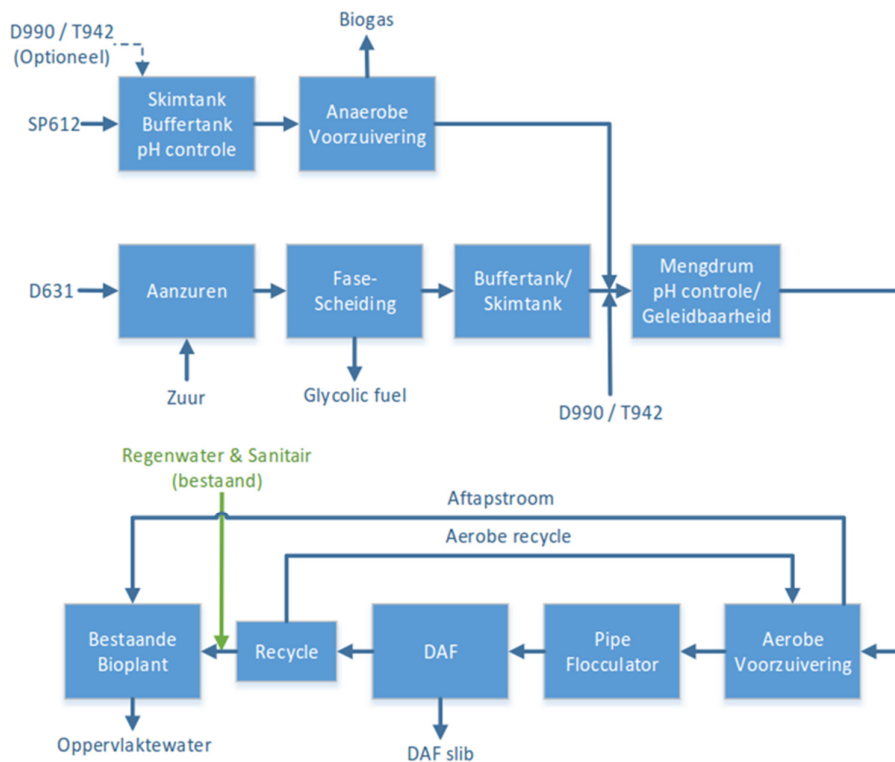 D990 / T942
(Optioneel)
Biogas
SP612
Skimtank
Buffertank
pH controle
Anaerobe
Voorzuivering
D631
Aanzuren
Fase-
Scheiding
Buffertank/
Skimtank
Mengdrum
pH controle/
Geleidbaarheid
Zuur
Glycolic fuel
D990 / T942
Regenwater & Sanitair
(bestaand)
Aftapstroom
Aerobe recycle
Bestaande
Bioplant
Recycle
DAF
Pipe
Flocculator
Aerobe
Voorzuivering
Oppervlaktewater
DAF slib